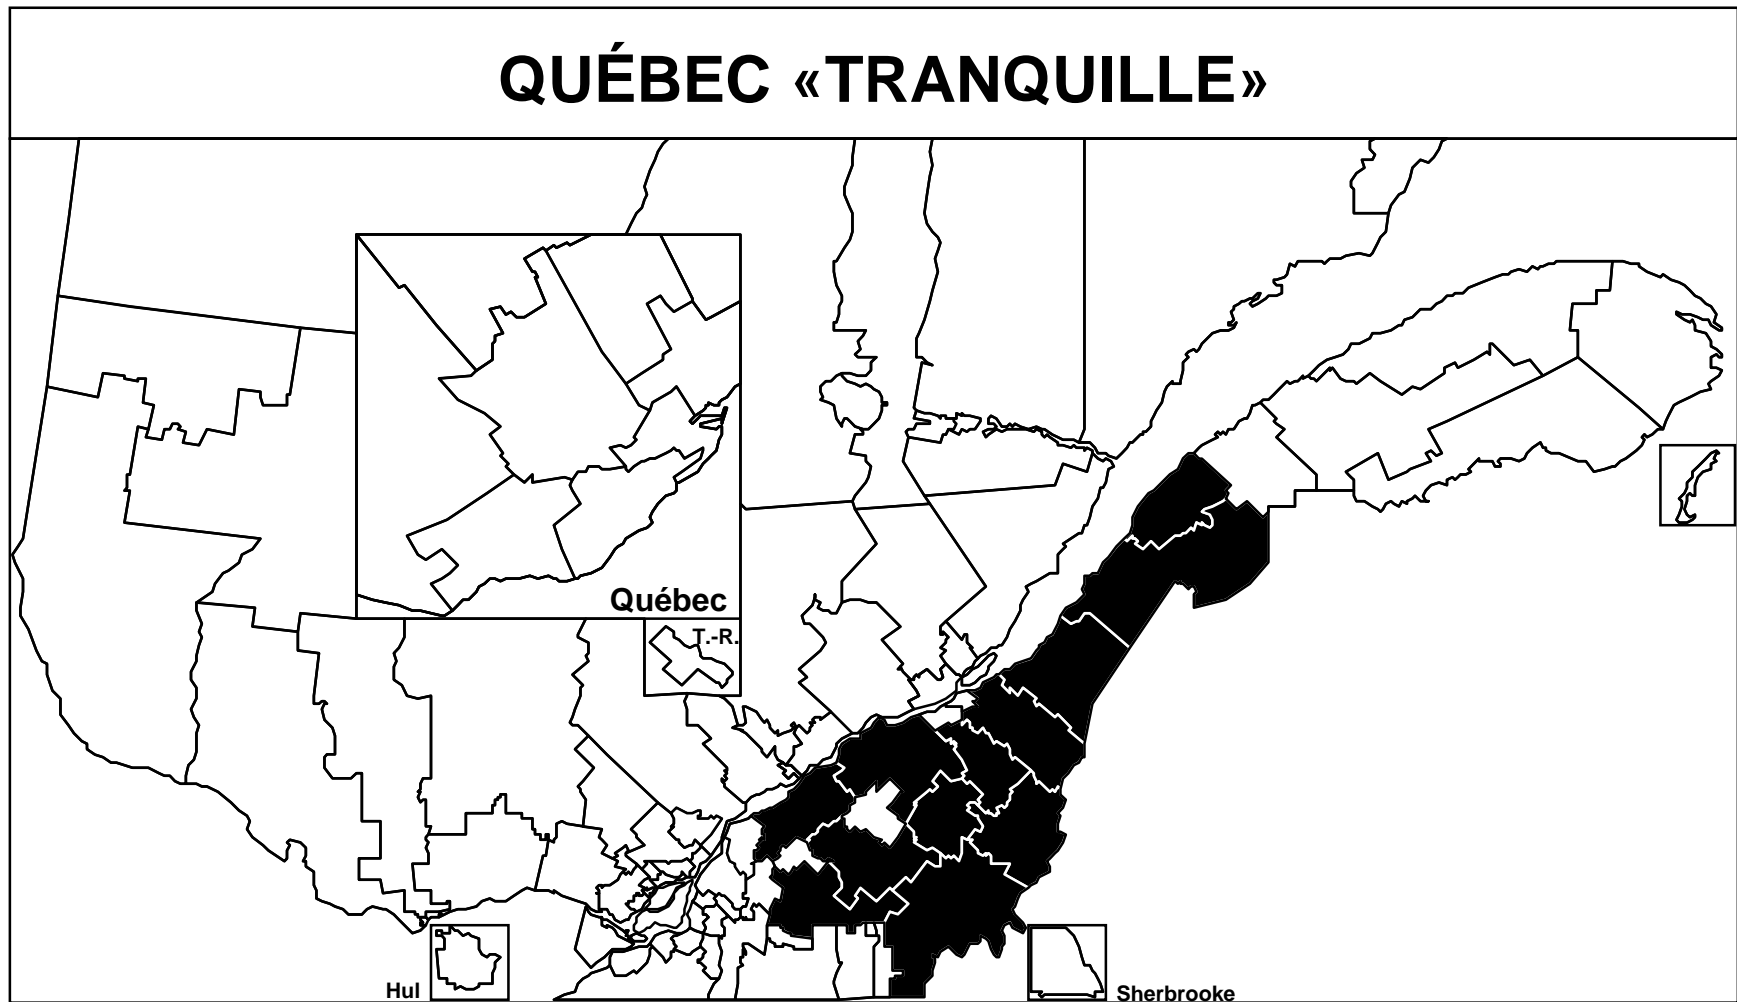 QUÉBEC «TRANQUILLE»
Québec
T.-R.
Hul
Sherbrooke